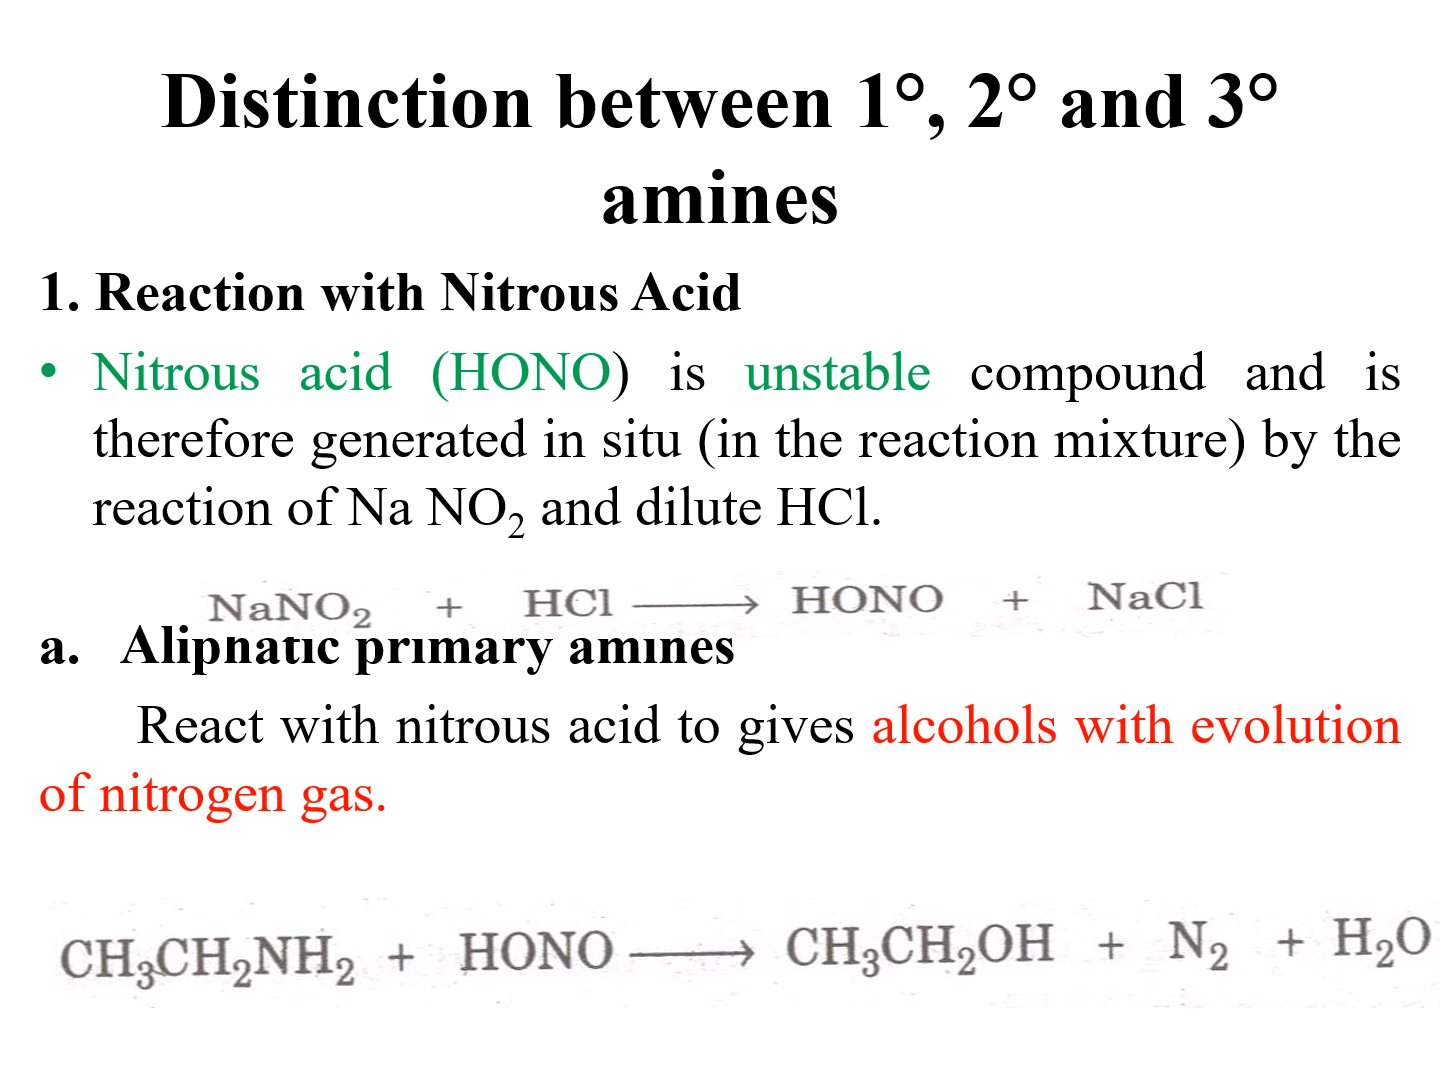 Distinction between 1°, 2° and 3°
amines
1. Reaction with Nitrous Acid
• Nitrous acid (HONO) is unstable compound and is
therefore generated in situ (in the reaction mixture) by the
reaction of Na NO₂ and dilute HCl.
NaNO₂ + HCl ⟶ HONO + NaCl
a. Aliphatic primary amines
React with nitrous acid to gives alcohols with evolution
of nitrogen gas.
CH₃CH₂NH₂ + HONO ⟶ CH₃CH₂OH + N₂ + H₂O